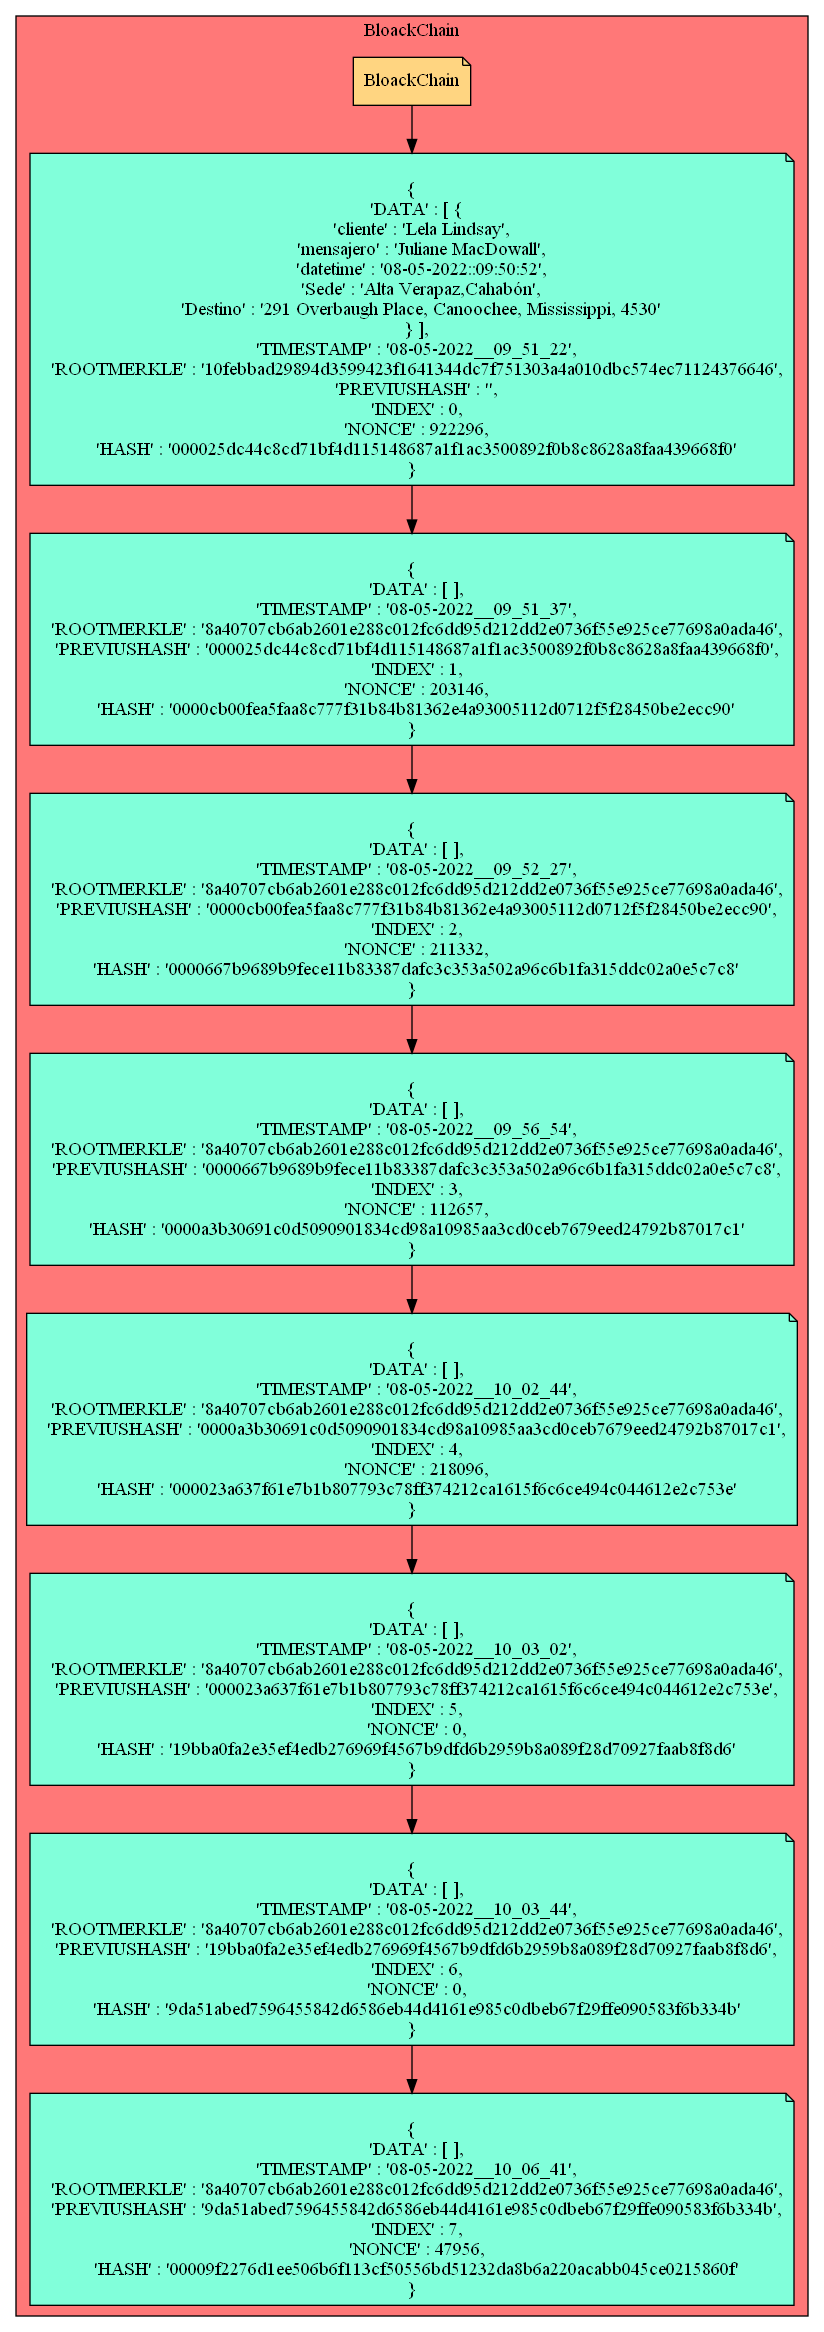 BloackChain
BloackChain
{
'DATA' : [ {
'cliente' : 'Lela Lindsay',
'mensajero' : 'Juliane MacDowall',
'datetime' : '08-05-2022::09:50:52',
'Sede' : 'Alta Verapaz,Cahabón',
'Destino' : '291 Overbaugh Place, Canoochee, Mississippi, 4530'
} ],
'TIMESTAMP' : '08-05-2022__09_51_22',
'ROOTMERKLE' : '10febbad29894d3599423f1641344dc7f751303a4a010dbc574ec71124376646',
'PREVIUSHASH' : '',
'INDEX' : 0,
'NONCE' : 922296,
'HASH' : '000025dc44c8cd71bf4d115148687a1f1ac3500892f0b8c8628a8faa439668f0'
}
{
'DATA' : [ ],
'TIMESTAMP' : '08-05-2022__09_51_37',
'ROOTMERKLE' : '8a40707cb6ab2601e288c012fc6dd95d212dd2e0736f55e925ce77698a0ada46',
'PREVIUSHASH' : '000025dc44c8cd71bf4d115148687a1f1ac3500892f0b8c8628a8faa439668f0',
'INDEX' : 1,
'NONCE' : 203146,
'HASH' : '0000cb00fea5faa8c777f31b84b81362e4a93005112d0712f5f28450be2ecc90'
}
{
'DATA' : [ ],
'TIMESTAMP' : '08-05-2022__09_52_27',
'ROOTMERKLE' : '8a40707cb6ab2601e288c012fc6dd95d212dd2e0736f55e925ce77698a0ada46',
'PREVIUSHASH' : '0000cb00fea5faa8c777f31b84b81362e4a93005112d0712f5f28450be2ecc90',
'INDEX' : 2,
'NONCE' : 211332,
'HASH' : '0000667b9689b9fece11b83387dafc3c353a502a96c6b1fa315ddc02a0e5c7c8'
}
{
'DATA' : [ ],
'TIMESTAMP' : '08-05-2022__09_56_54',
'ROOTMERKLE' : '8a40707cb6ab2601e288c012fc6dd95d212dd2e0736f55e925ce77698a0ada46',
'PREVIUSHASH' : '0000667b9689b9fece11b83387dafc3c353a502a96c6b1fa315ddc02a0e5c7c8',
'INDEX' : 3,
'NONCE' : 112657,
'HASH' : '0000a3b30691c0d5090901834cd98a10985aa3cd0ceb7679eed24792b87017c1'
}
{
'DATA' : [ ],
'TIMESTAMP' : '08-05-2022__10_02_44',
'ROOTMERKLE' : '8a40707cb6ab2601e288c012fc6dd95d212dd2e0736f55e925ce77698a0ada46',
'PREVIUSHASH' : '0000a3b30691c0d5090901834cd98a10985aa3cd0ceb7679eed24792b87017c1',
'INDEX' : 4,
'NONCE' : 218096,
'HASH' : '000023a637f61e7b1b807793c78ff374212ca1615f6c6ce494c044612e2c753e'
}
{
'DATA' : [ ],
'TIMESTAMP' : '08-05-2022__10_03_02',
'ROOTMERKLE' : '8a40707cb6ab2601e288c012fc6dd95d212dd2e0736f55e925ce77698a0ada46',
'PREVIUSHASH' : '000023a637f61e7b1b807793c78ff374212ca1615f6c6ce494c044612e2c753e',
'INDEX' : 5,
'NONCE' : 0,
'HASH' : '19bba0fa2e35ef4edb276969f4567b9dfd6b2959b8a089f28d70927faab8f8d6'
}
{
'DATA' : [ ],
'TIMESTAMP' : '08-05-2022__10_03_44',
'ROOTMERKLE' : '8a40707cb6ab2601e288c012fc6dd95d212dd2e0736f55e925ce77698a0ada46',
'PREVIUSHASH' : '19bba0fa2e35ef4edb276969f4567b9dfd6b2959b8a089f28d70927faab8f8d6',
'INDEX' : 6,
'NONCE' : 0,
'HASH' : '9da51abed7596455842d6586eb44d4161e985c0dbeb67f29ffe090583f6b334b'
}
{
'DATA' : [ ],
'TIMESTAMP' : '08-05-2022__10_06_41',
'ROOTMERKLE' : '8a40707cb6ab2601e288c012fc6dd95d212dd2e0736f55e925ce77698a0ada46',
'PREVIUSHASH' : '9da51abed7596455842d6586eb44d4161e985c0dbeb67f29ffe090583f6b334b',
'INDEX' : 7,
'NONCE' : 47956,
'HASH' : '00009f2276d1ee506b6f113cf50556bd51232da8b6a220acabb045ce0215860f'
}